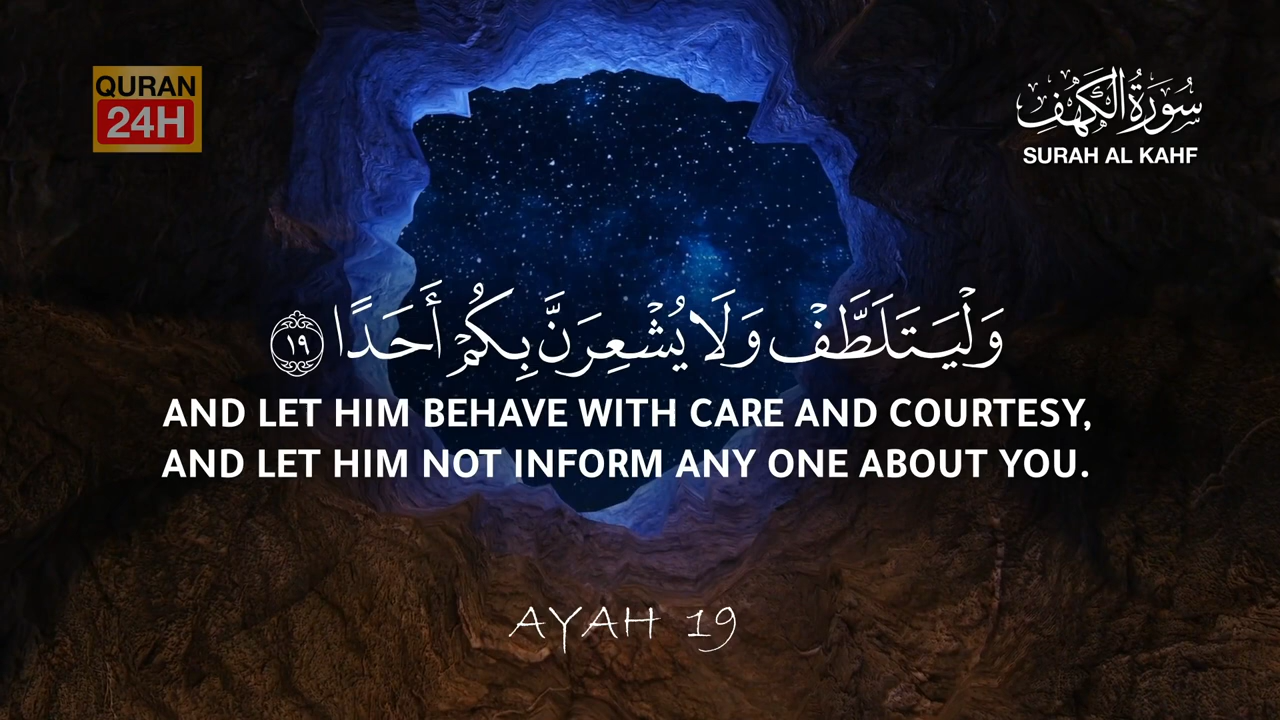 QURAN
24H
سُورَةُ الْكَهْفِ
SURAH AL KAHF
وَلْيَتَلَطَّفْ وَلَا يُشْعِرَنَّ بِكُمْ أَحَدًا ١٩
AND LET HIM BEHAVE WITH CARE AND COURTESY,
AND LET HIM NOT INFORM ANY ONE ABOUT YOU.
AYAH 19